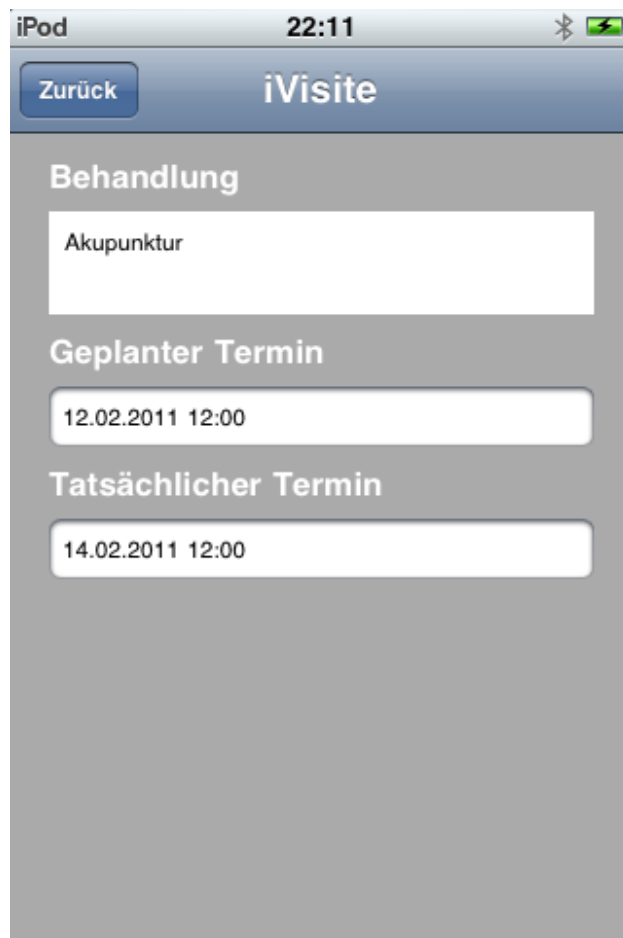 iPod 22:11
Zurück iVisite
Behandlung
Akupunktur
Geplanter Termin
12.02.2011 12:00
Tatsächlicher Termin
14.02.2011 12:00